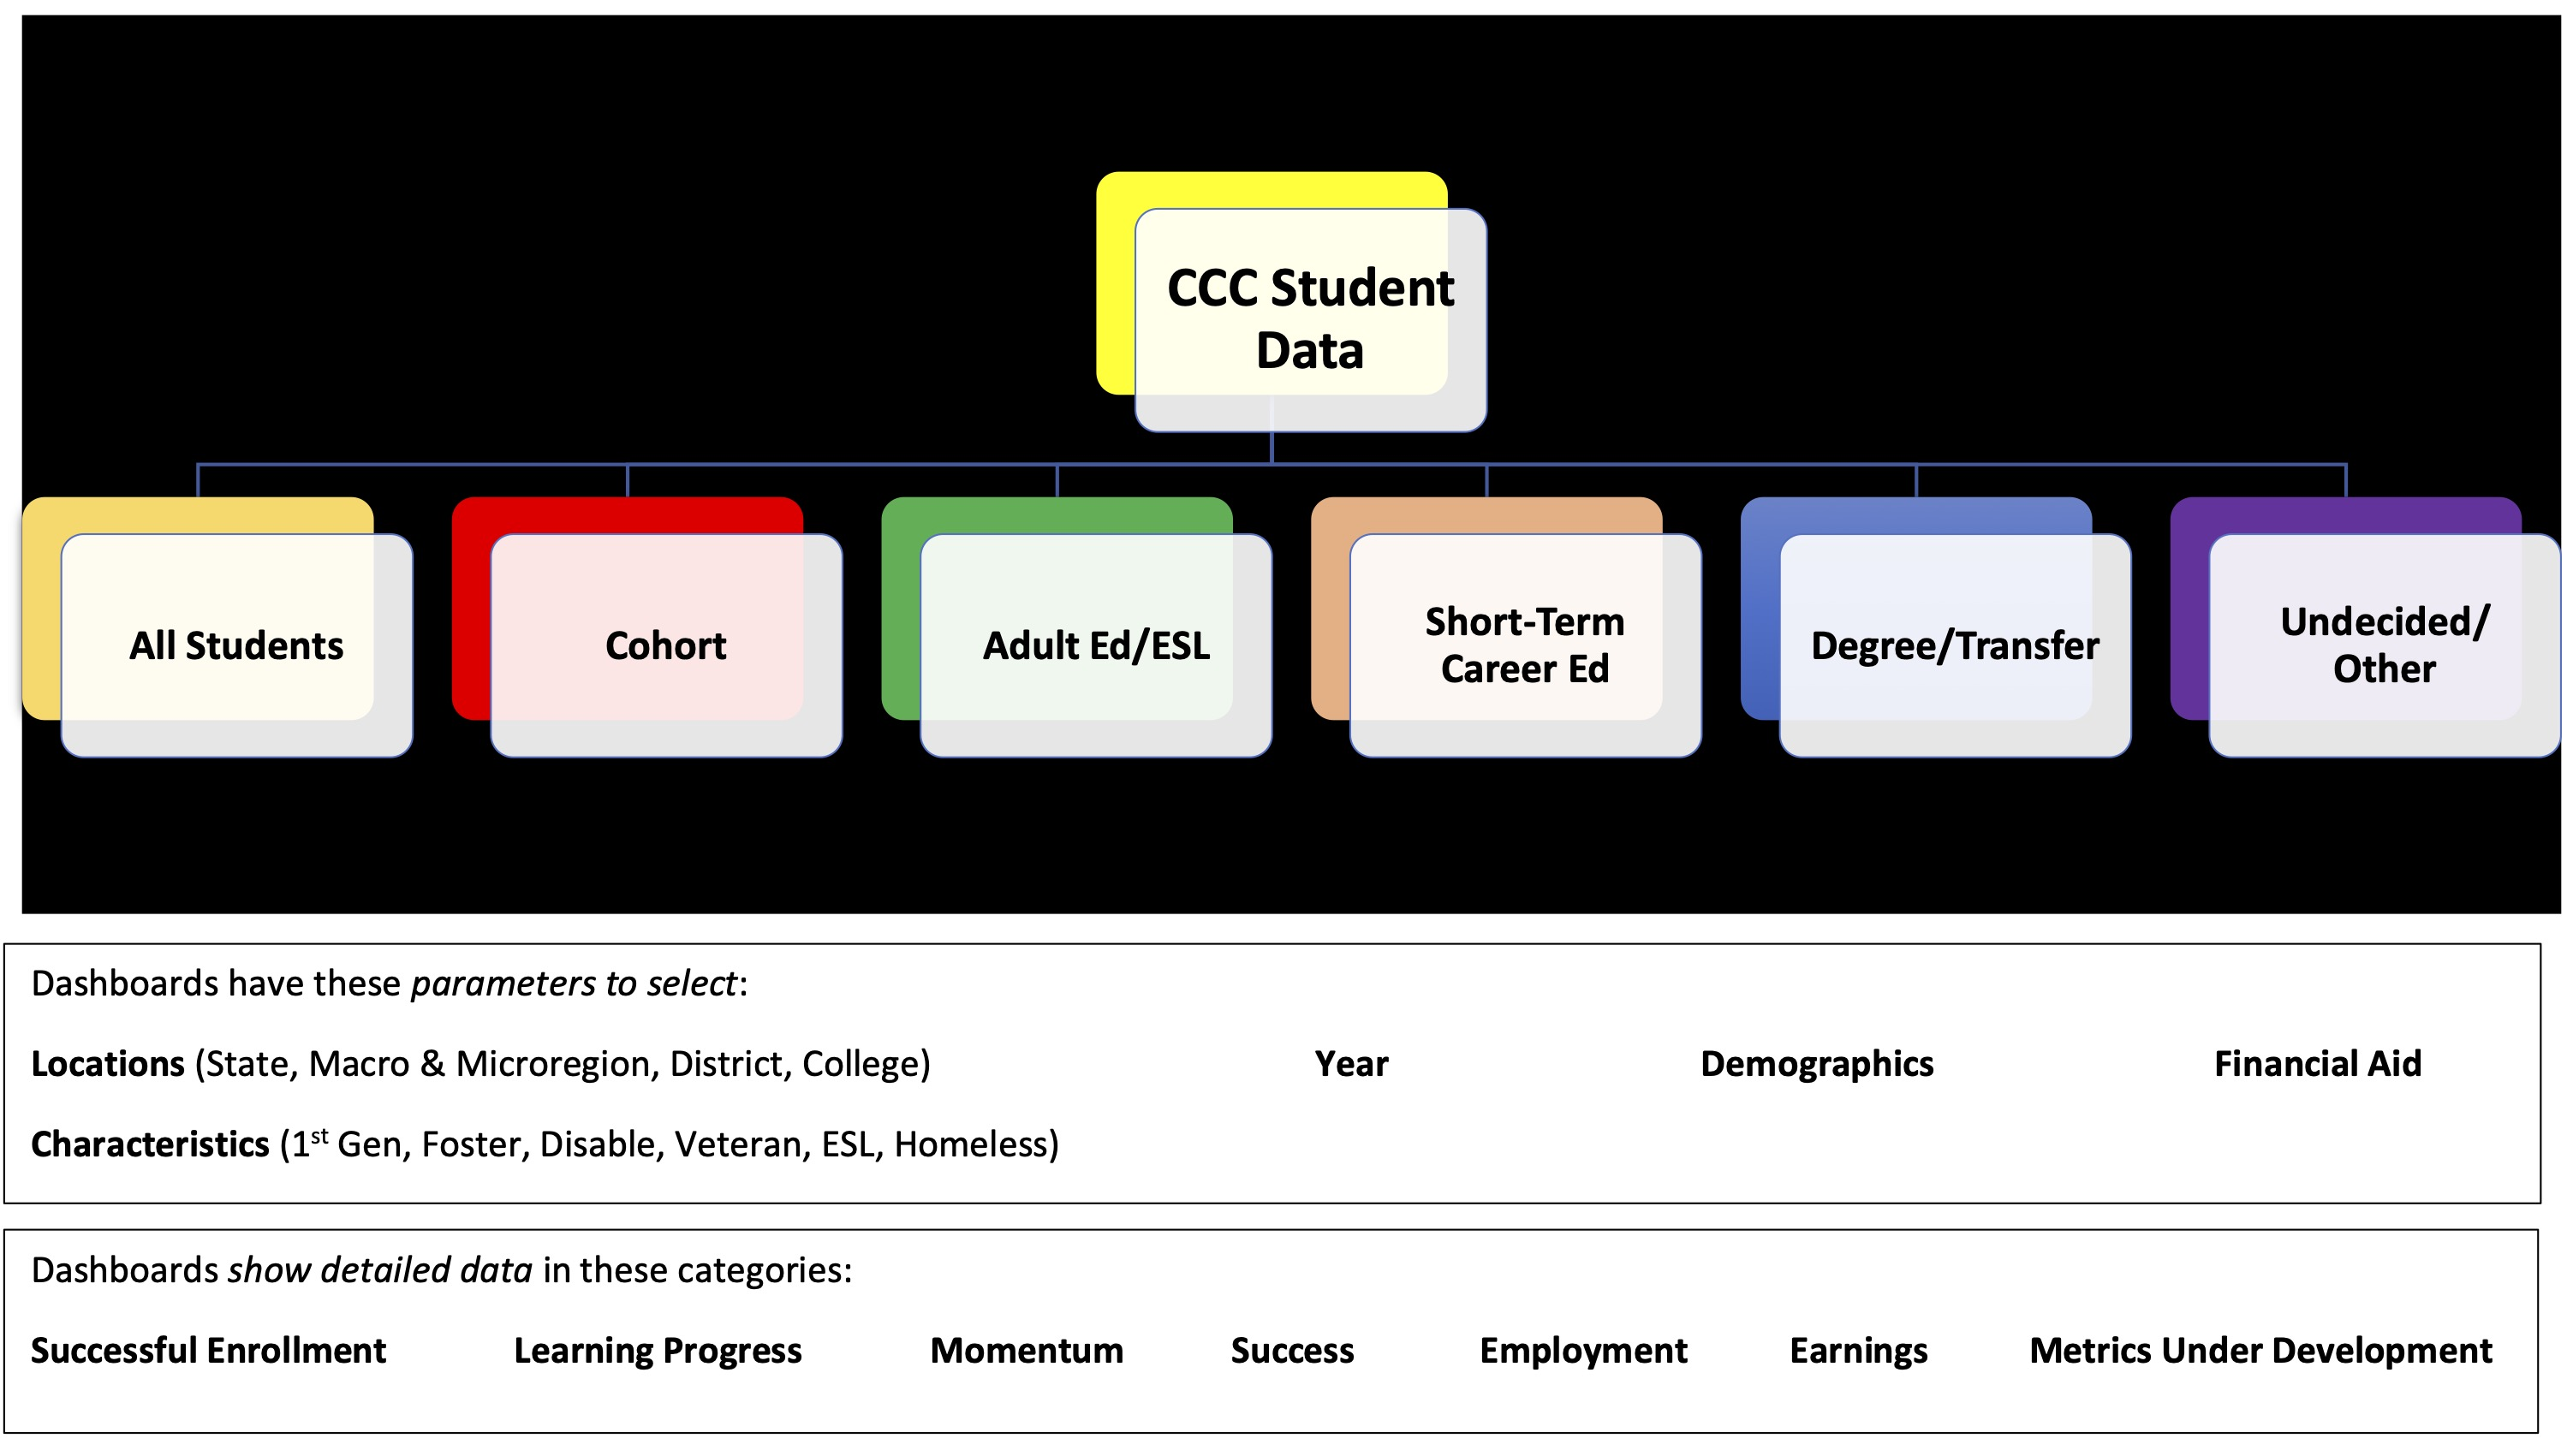 CCC Student
Data
All Students
Cohort
Adult Ed/ESL
Short-Term
Career Ed
Degree/Transfer
Undecided/
Other
Dashboards have these parameters to select:
Locations (State, Macro & Microregion, District, College) Year Demographics Financial Aid
Characteristics (1st Gen, Foster, Disable, Veteran, ESL, Homeless)
Dashboards show detailed data in these categories:
Successful Enrollment Learning Progress Momentum Success Employment Earnings Metrics Under Development